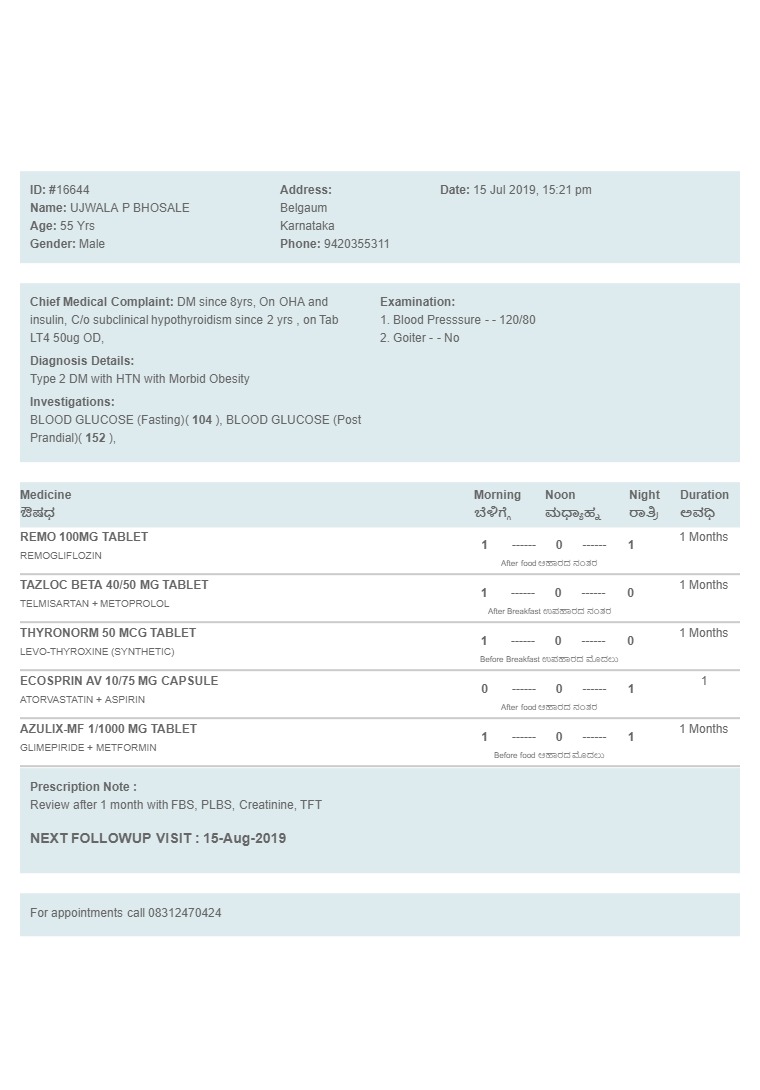 ID: #16644
Name: UJWALA P BHOSALE
Age: 55 Yrs
Gender: Male
Address:
Belgaum
Karnataka
Phone: 9420355311
Date: 15 Jul 2019, 15:21 pm
Chief Medical Complaint: DM since 8yrs, On OHA and
insulin, C/o subclinical hypothyroidism since 2 yrs , on Tab
LT4 50ug OD,
Diagnosis Details:
Type 2 DM with HTN with Morbid Obesity
Investigations:
BLOOD GLUCOSE (Fasting)( 104 ), BLOOD GLUCOSE (Post
Prandial)( 152 ),
Examination:
1. Blood Presssure - - 120/80
2. Goiter - - No
Medicine Morning Noon Night Duration
ಔಷಧ ಬೆಳಿಗ್ಗೆ ಮಧ್ಯಾಹ್ನ ರಾತ್ರಿ ಅವಧಿ
REMO 100MG TABLET 1 ------ 0 ------ 1 1 Months
REMOGLIFLOZIN After food ಆಹಾರದ ನಂತರ
TAZLOC BETA 40/50 MG TABLET 1 ------ 0 ------ 0 1 Months
TELMISARTAN + METOPROLOL After Breakfast ಉಪಹಾರದ ನಂತರ
THYRONORM 50 MCG TABLET 1 ------ 0 ------ 0 1 Months
LEVO-THYROXINE (SYNTHETIC) Before Breakfast ಉಪಹಾರದ ಮೊದಲು
ECOSPRIN AV 10/75 MG CAPSULE 0 ------ 0 ------ 1 1
ATORVASTATIN + ASPIRIN After food ಆಹಾರದ ನಂತರ
AZULIX-MF 1/1000 MG TABLET 1 ------ 0 ------ 1 1 Months
GLIMEPIRIDE + METFORMIN Before food ಆಹಾರದ ಮೊದಲು
Prescription Note :
Review after 1 month with FBS, PLBS, Creatinine, TFT
NEXT FOLLOWUP VISIT : 15-Aug-2019
For appointments call 08312470424